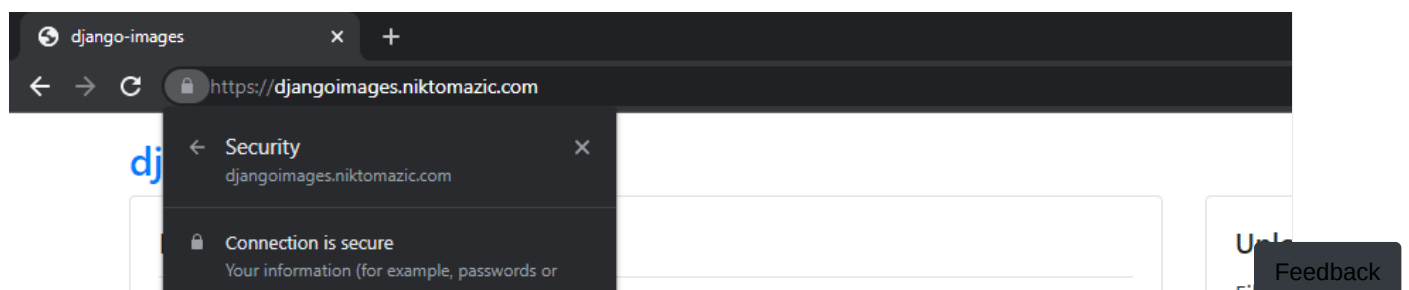 django-images
https://djangoimages.niktomazic.com
dj
Security
djangoimages.niktomazic.com
Connection is secure
Your information (for example, passwords or
Feedback